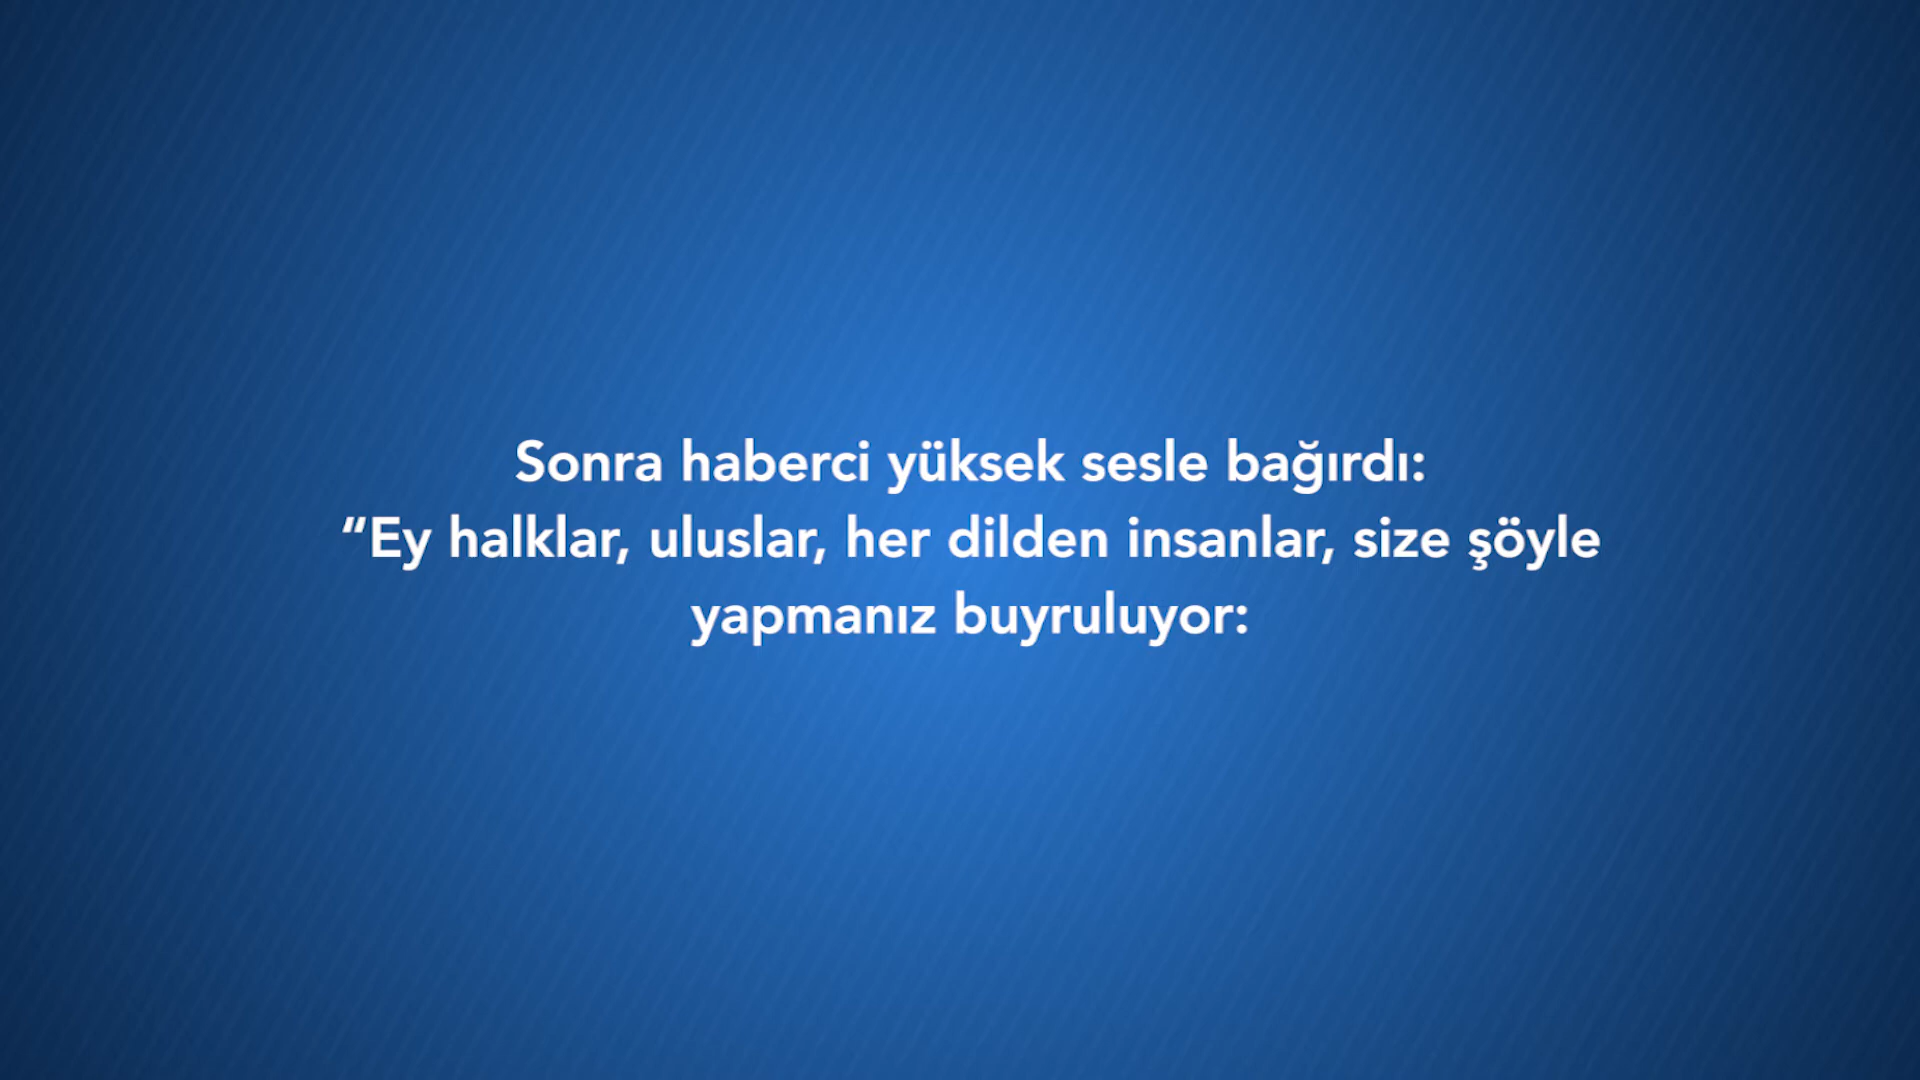 Sonra haberci yüksek sesle bağırdı:
“Ey halklar, uluslar, her dilden insanlar, size şöyle
yapmanız buyruluyor: